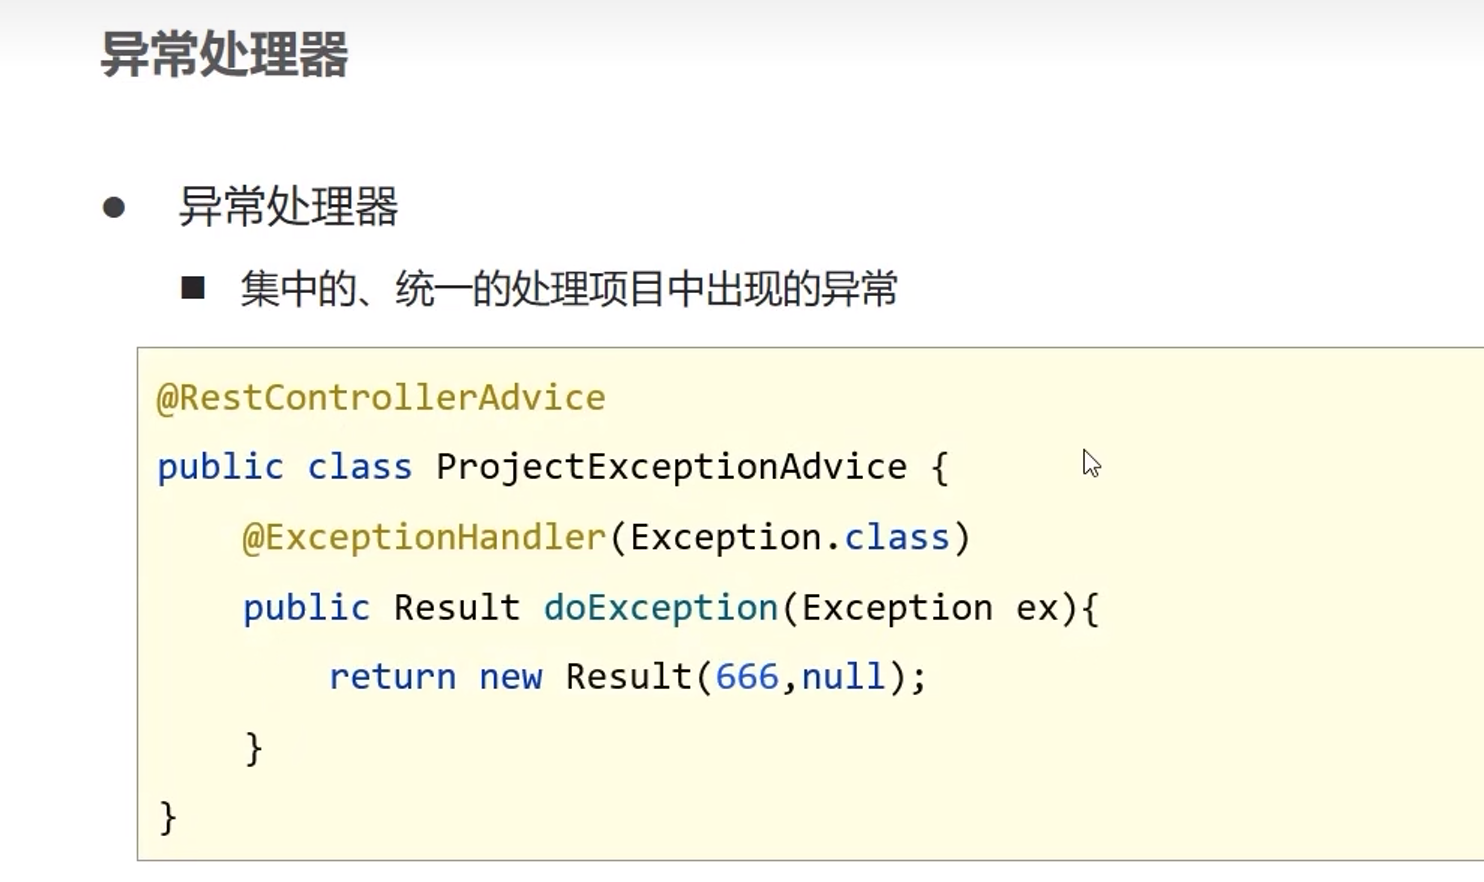 异常处理器
异常处理器
集中的、统一的处理项目中出现的异常
@RestControllerAdvice
public class ProjectExceptionAdvice {
@ExceptionHandler(Exception.class)
public Result doException(Exception ex){
return new Result(666,null);
}
}